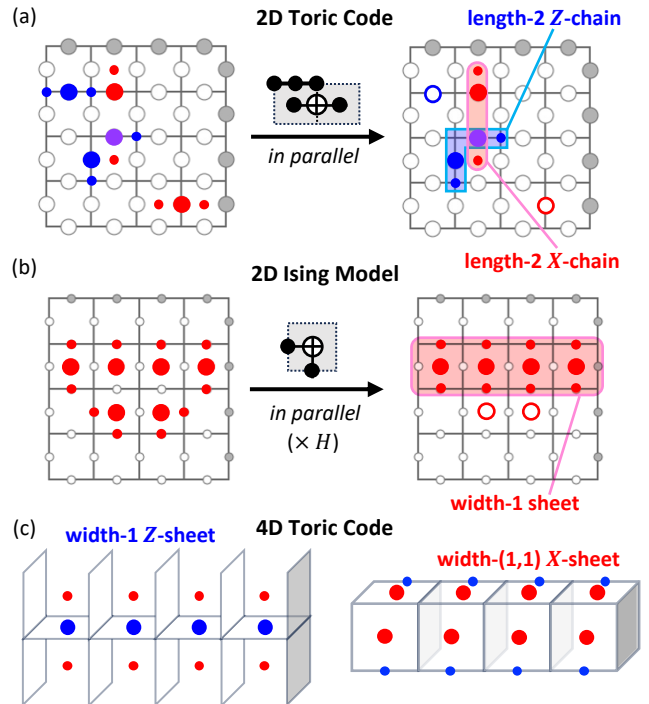 (a) 2D Toric Code
length-2 Z-chain
in parallel
length-2 X-chain
(b) 2D Ising Model
in parallel
(× H)
width-1 sheet
(c) 4D Toric Code
width-1 Z-sheet
width-(1,1) X-sheet